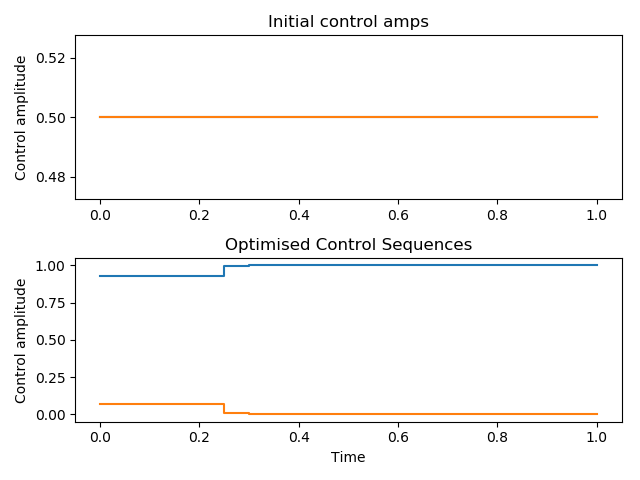 Initial control amps
Control amplitude
0.52
0.50
0.48
0.0 0.2 0.4 0.6 0.8 1.0
Optimised Control Sequences
Control amplitude
1.00
0.75
0.50
0.25
0.00
0.0 0.2 0.4 0.6 0.8 1.0
Time